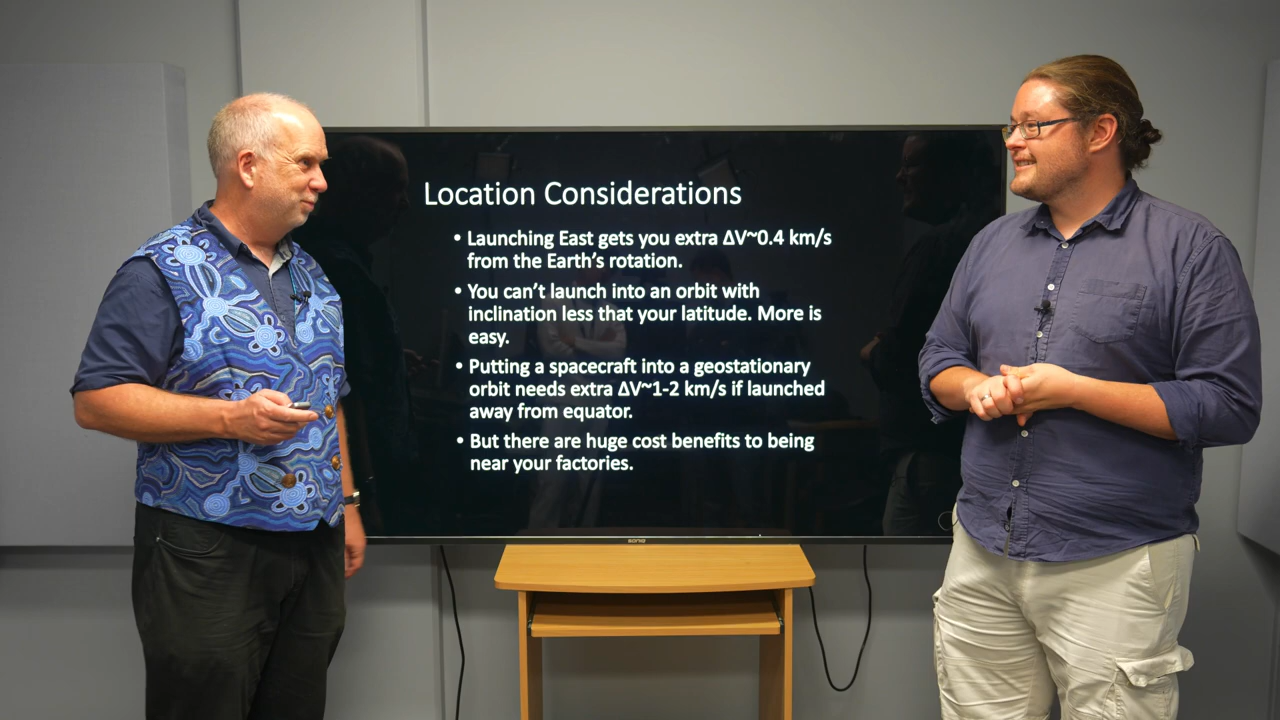 Location Considerations
• Launching East gets you extra ΔV~0.4 km/s
from the Earth's rotation.
• You can't launch into an orbit with
inclination less that your latitude. More is
easy.
• Putting a spacecraft into a geostationary
orbit needs extra ΔV~1-2 km/s if launched
away from equator.
• But there are huge cost benefits to being
near your factories.